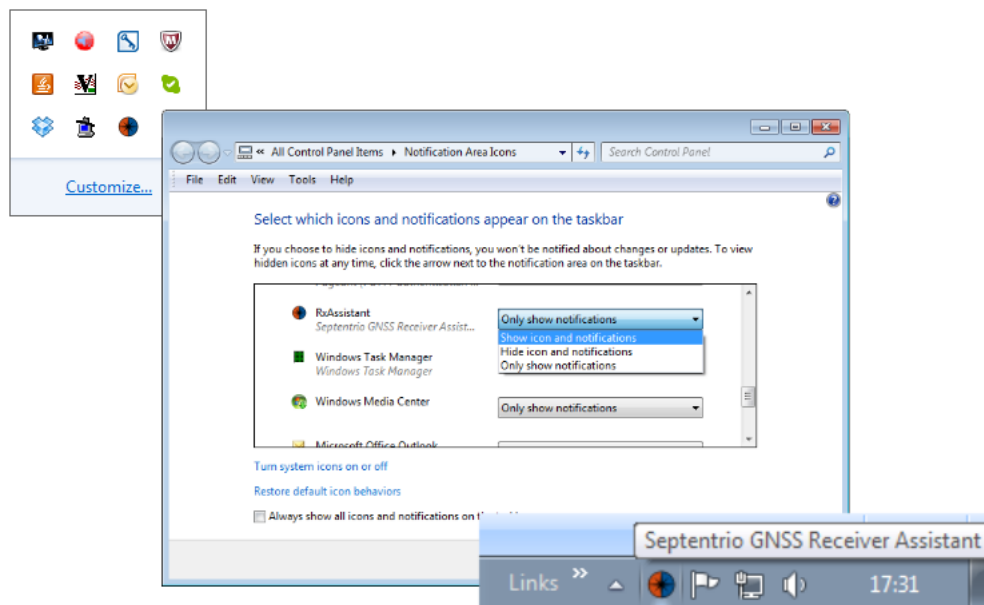 Customize...
« All Control Panel Items ▸ Notification Area Icons
Search Control Panel
File Edit View Tools Help
Select which icons and notifications appear on the taskbar
If you choose to hide icons and notifications, you won't be notified about changes or updates. To view
hidden icons at any time, click the arrow next to the notification area on the taskbar.
RxAssistant
Septentrio GNSS Receiver Assist...
Only show notifications
Show icon and notifications
Hide icon and notifications
Only show notifications
Windows Task Manager
Windows Task Manager
Windows Media Center
Only show notifications
Microsoft Office Outlook
Turn system icons on or off
Restore default icon behaviors
Always show all icons and notifications on
Septentrio GNSS Receiver Assistant
Links »
17:31